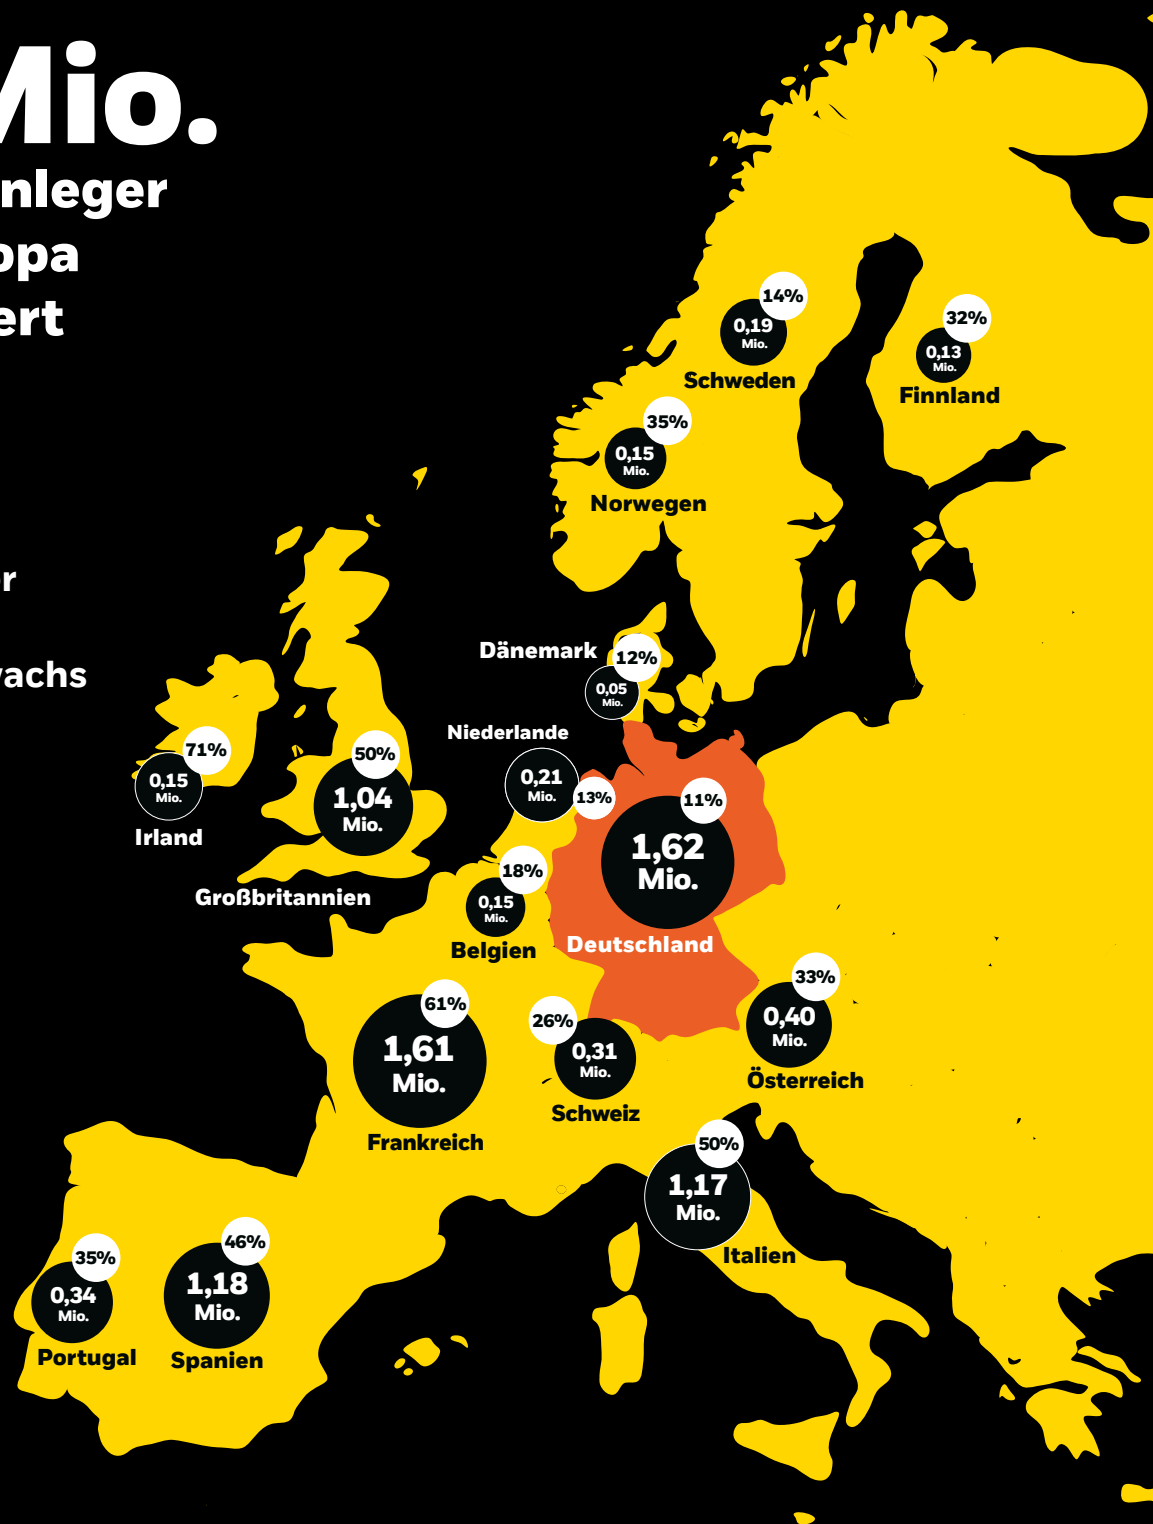 Mio.
nleger
opa
ert
r
vachs
14%
0,19
Mio.
Schweden
32%
0,13
Mio.
Finnland
35%
0,15
Mio.
Norwegen
Dänemark
12%
0,05
Mio.
Niederlande
0,21
Mio.
13%
71%
0,15
Mio.
Irland
50%
1,04
Mio.
Großbritannien
11%
1,62
Mio.
Deutschland
18%
0,15
Mio.
Belgien
61%
1,61
Mio.
Frankreich
26%
0,31
Mio.
Schweiz
33%
0,40
Mio.
Österreich
50%
1,17
Mio.
Italien
35%
0,34
Mio.
Portugal
46%
1,18
Mio.
Spanien